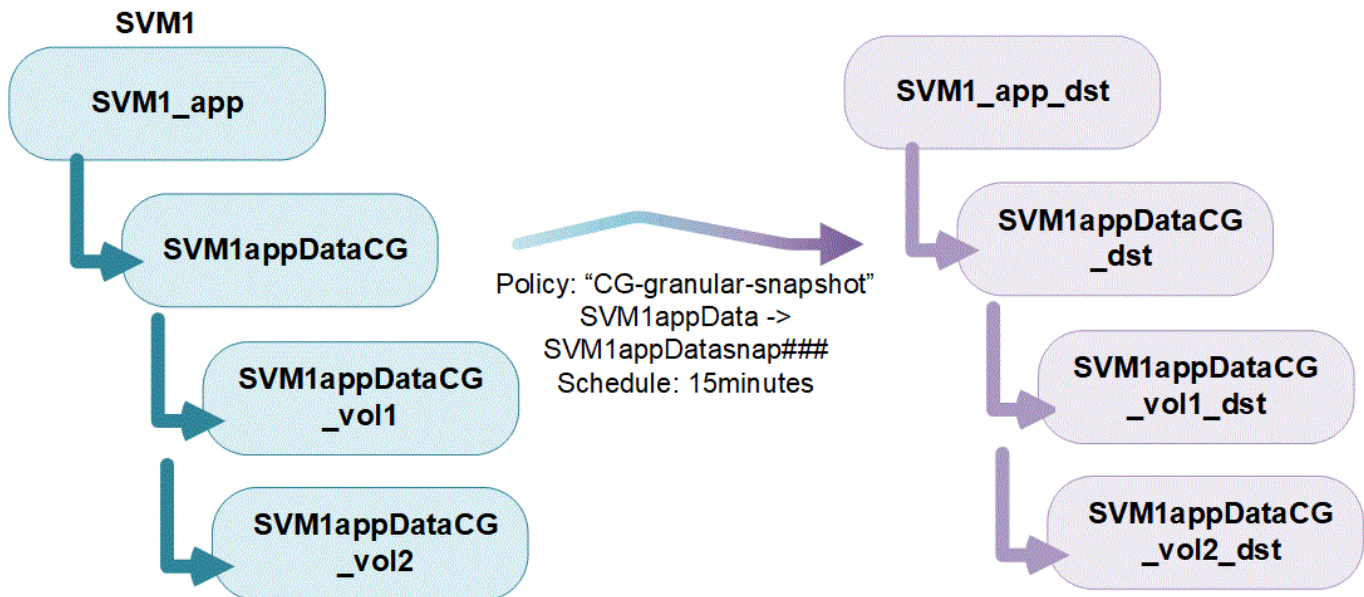 SVM1
SVM1_app
SVM1appDataCG
SVM1appDataCG
_vol1
SVM1appDataCG
_vol2
Policy: “CG-granular-snapshot”
SVM1appData ->
SVM1appDatasnap###
Schedule: 15minutes
SVM1_app_dst
SVM1appDataCG
_dst
SVM1appDataCG
_vol1_dst
SVM1appDataCG
_vol2_dst